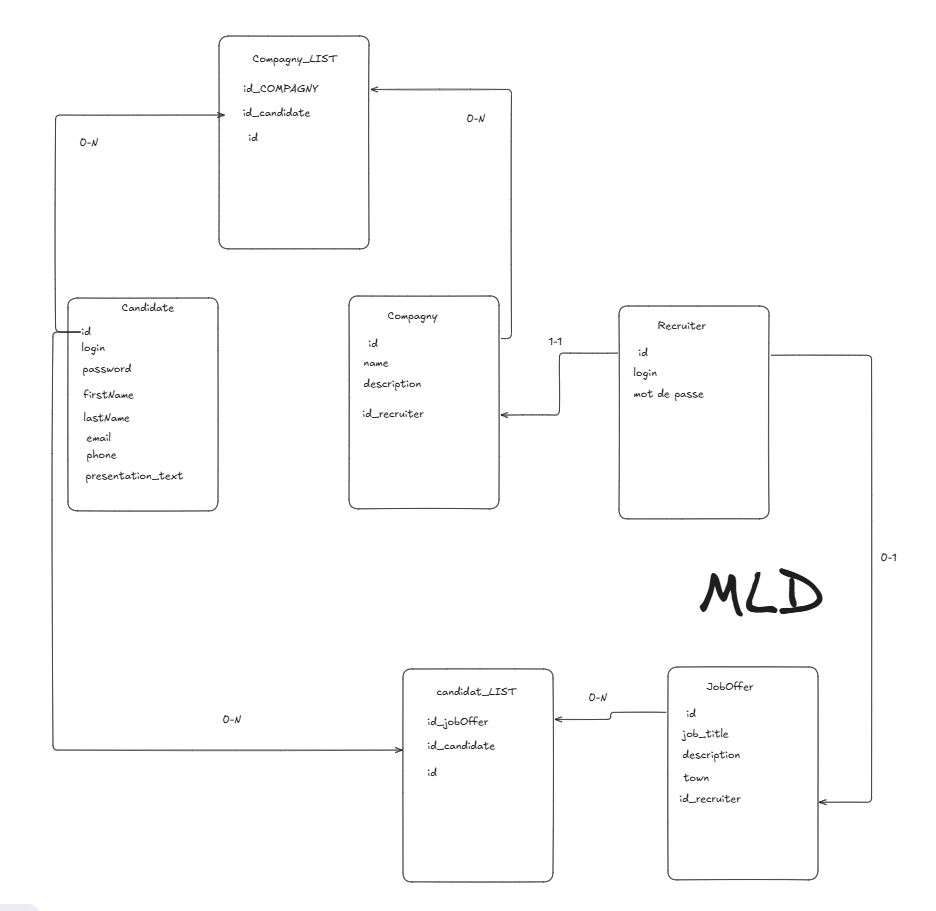 Compagny_LIST
id_COMPAGNY
id_candidate
id
0-N
0-N
Candidate
id
login
password
firstName
lastName
email
phone
presentation_text
Compagny
id
name
description
id_recruiter
1-1
Recruiter
id
login
mot de passe
0-1
MLD
candidat_LIST
id_jobOffer
id_candidate
id
0-N
0-N
JobOffer
id
job_title
description
town
id_recruiter